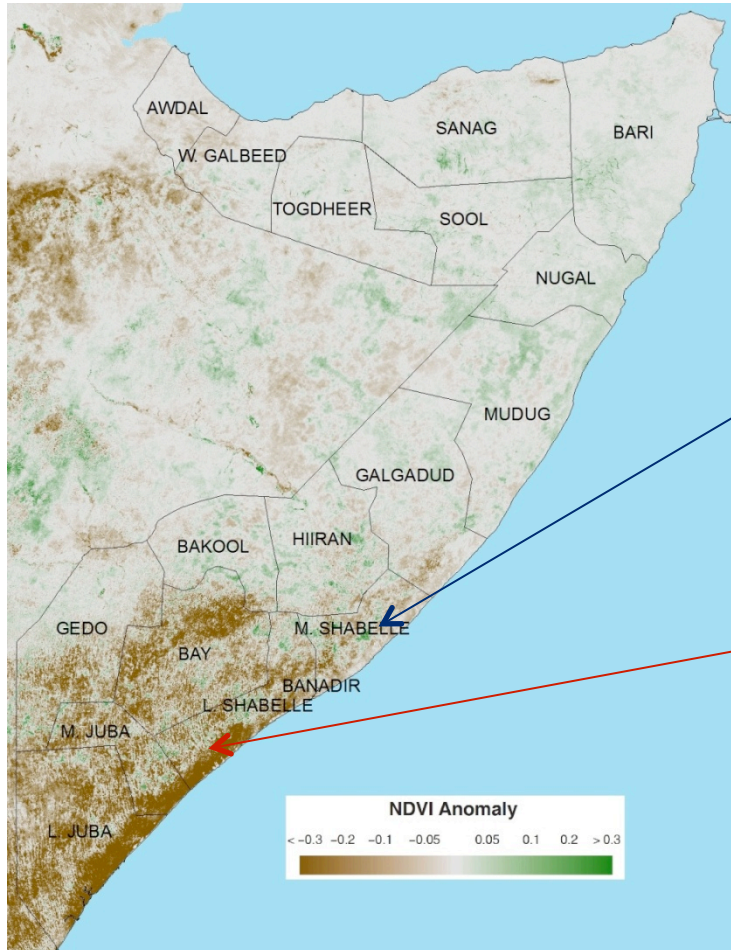 AWDAL
SANAG
BARI
W. GALBEED
TOGDHEER
SOOL
NUGAL
MUDUG
GALGADUD
HIIRAN
BAKOOL
GEDO
M. SHABELLE
BAY
BANADIR
L. SHABELLE
M. JUBA
L. JUBA
NDVI Anomaly
< -0.3 -0.2 -0.1 -0.05 0.05 0.1 0.2 > 0.3